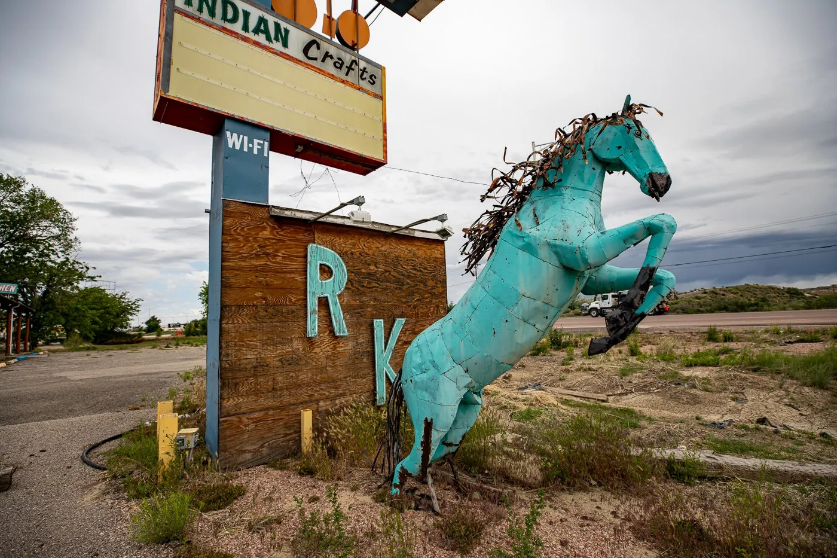 INDIAN
Crafts
WI-FI
R
K